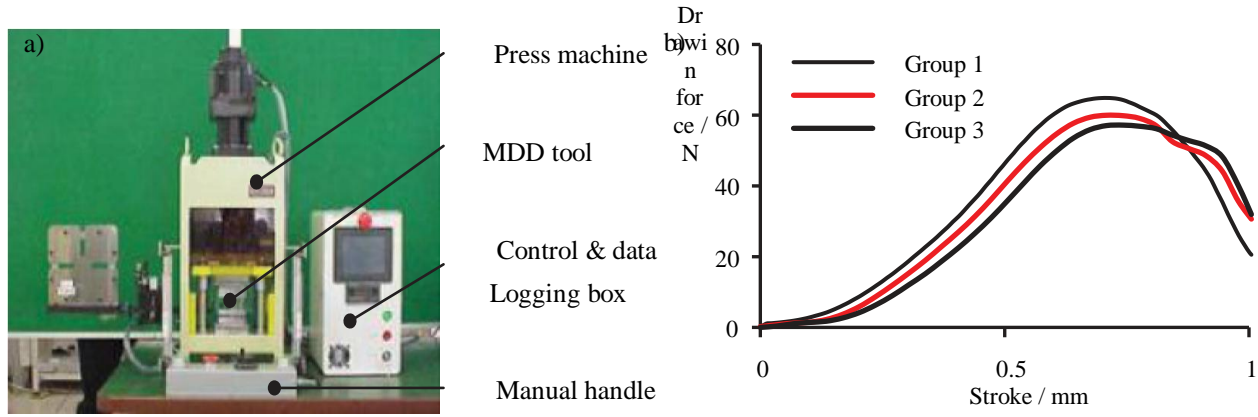 a)
Press machine
MDD tool
Control & data
Logging box
Manual handle
b)
Dr
awi
n
for
ce /
N
80
60
40
20
0
Group 1
Group 2
Group 3
0
0.5
1
Stroke / mm